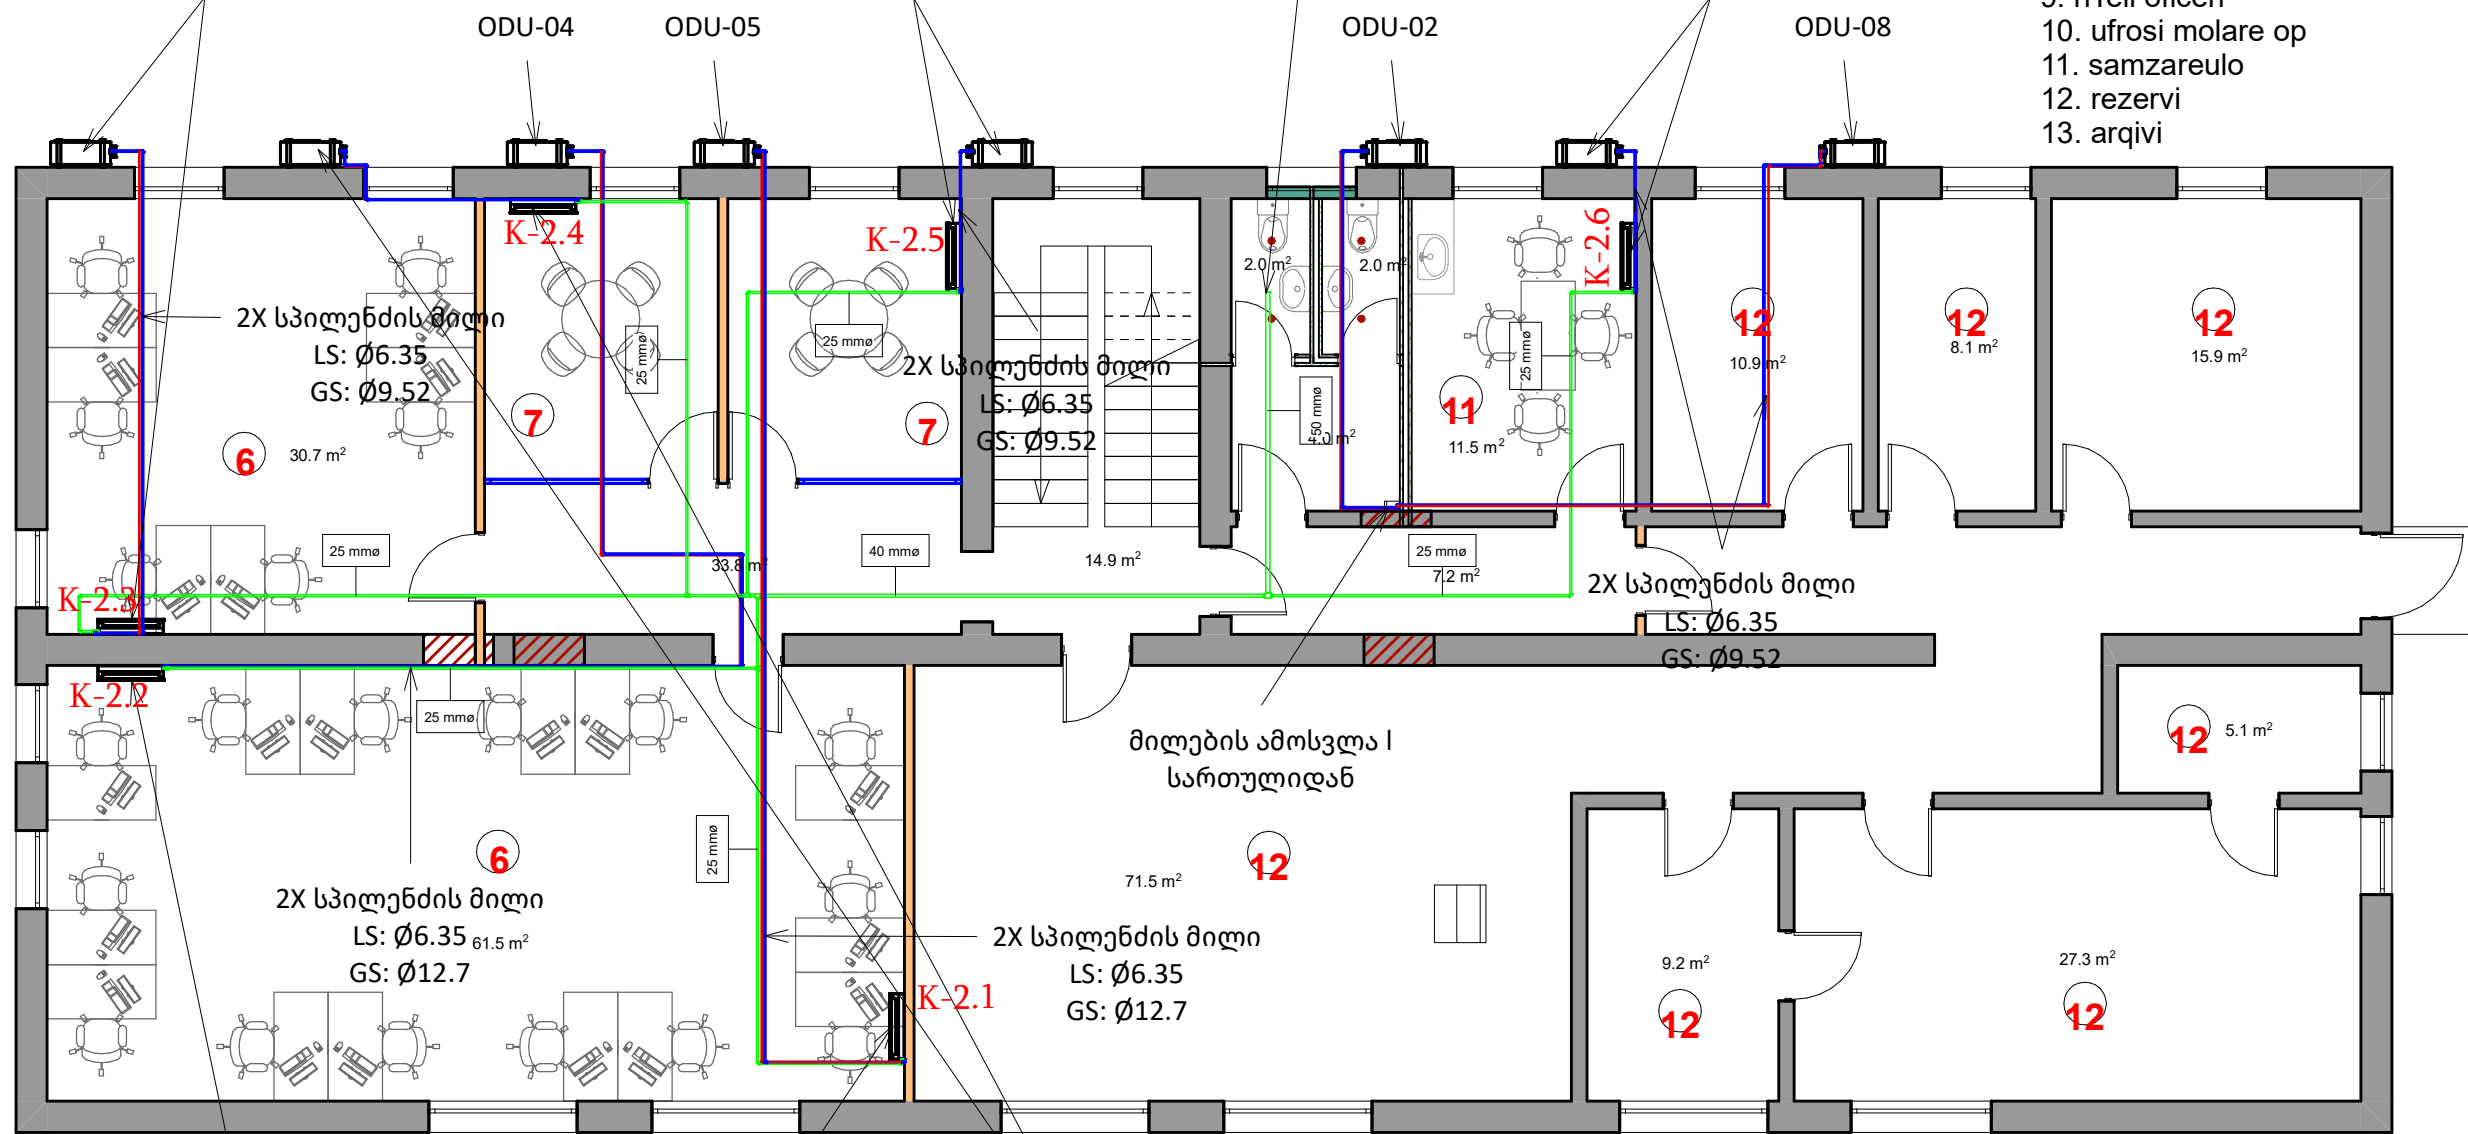 ODU-04
ODU-05
ODU-02
ODU-08
10. ufrosi molare op
11. samzareulo
12. rezervi
13. arqivi
K-2.4
K-2.5
K-2.6
2.0 m²
2.0 m²
2X სპილენძის მილი
LS: Ø6.35
GS: Ø9.52
25 mmø
25 mmø
2X სპილენძის მილი
LS: Ø6.35
GS: Ø9.52
50 mmø
25 mmø
12
10.9 m²
12
8.1 m²
12
15.9 m²
6
30.7 m²
7
7
11
11.5 m²
25 mmø
33.8 m²
40 mmø
14.9 m²
25 mmø
7.2 m²
2X სპილენძის მილი
LS: Ø6.35
GS: Ø9.52
K-2.3
K-2.2
25 mmø
მილების ამოსვლა I
სართულიდან
12
5.1 m²
6
25 mmø
71.5 m²
12
2X სპილენძის მილი
LS: Ø6.35
GS: Ø12.7
61.5 m²
2X სპილენძის მილი
LS: Ø6.35
GS: Ø12.7
K-2.1
9.2 m²
12
27.3 m²
12